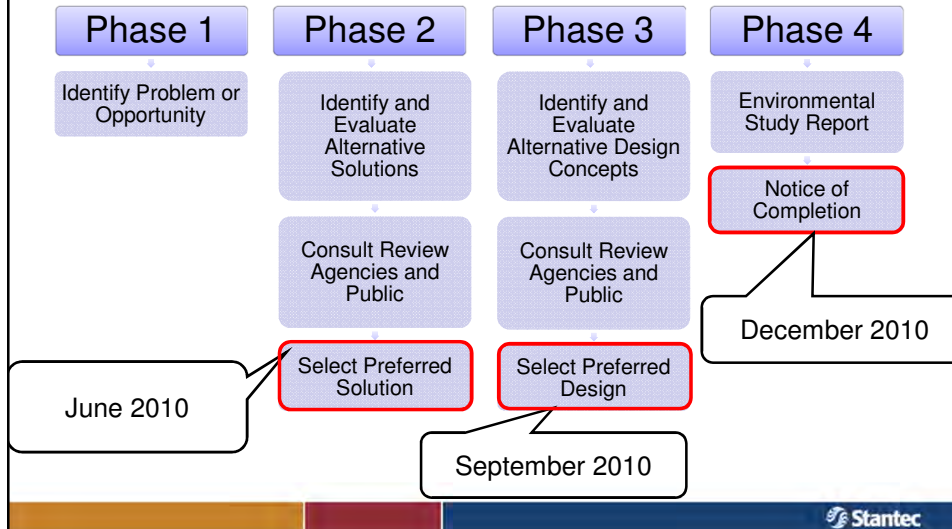 Phase 1
Phase 2
Phase 3
Phase 4
Identify Problem or
Opportunity
Identify and
Evaluate
Alternative
Solutions
Consult Review
Agencies and
Public
Select Preferred
Solution
June 2010
Identify and
Evaluate
Alternative Design
Concepts
Consult Review
Agencies and
Public
Select Preferred
Design
September 2010
Environmental
Study Report
Notice of
Completion
December 2010
Stantec